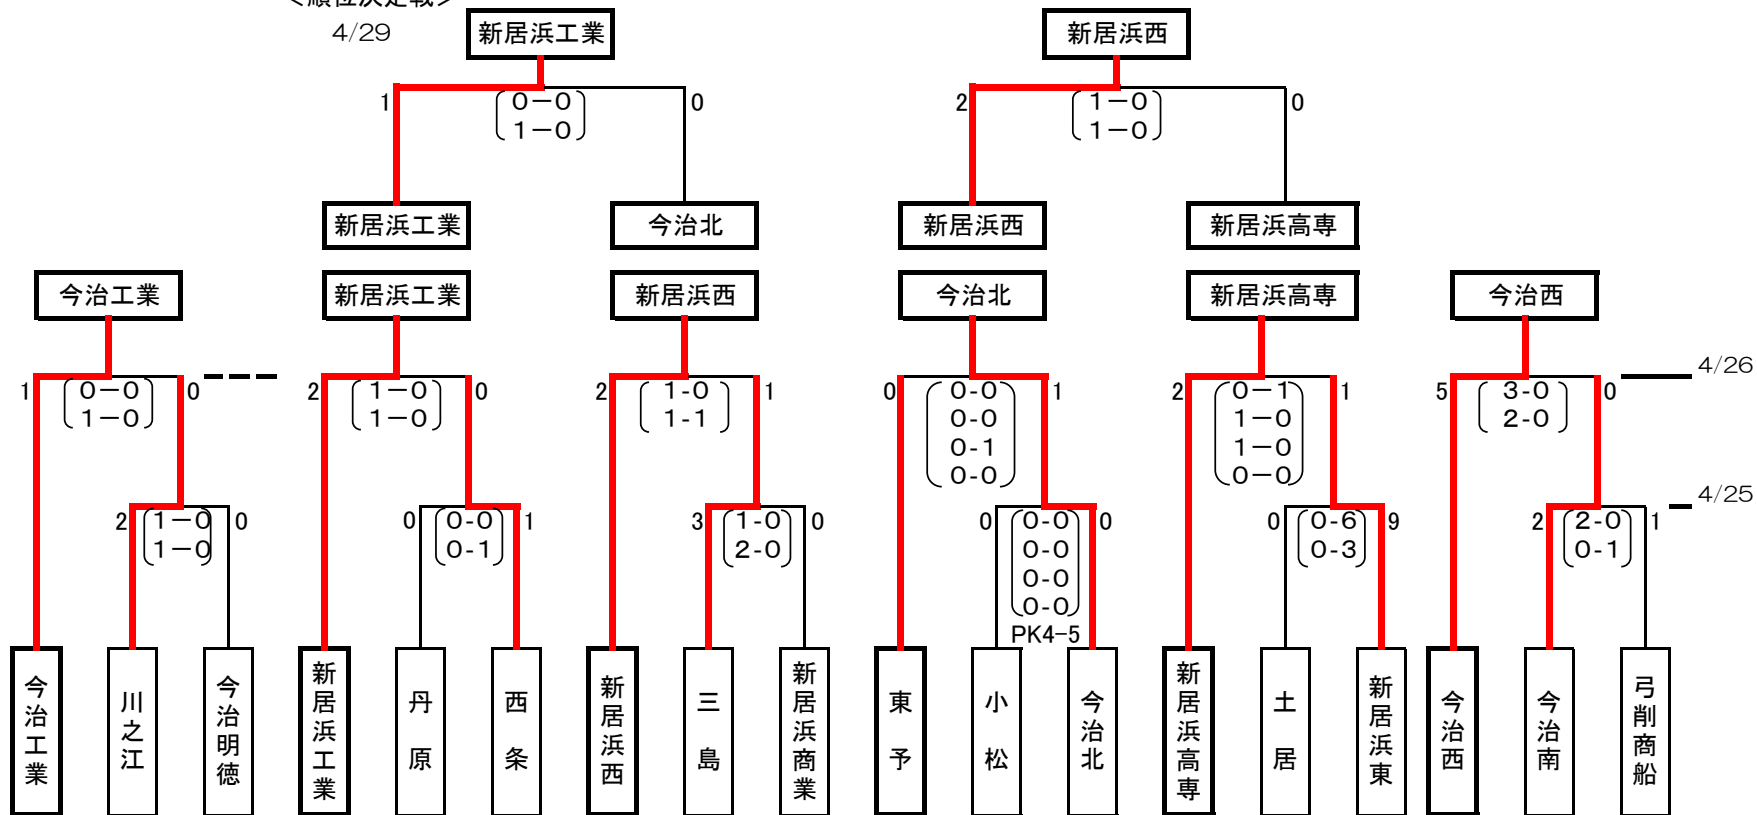 ＜順位決定戦＞
4/29
新居浜工業
新居浜西
1
0−0
1−0
0
2
1−0
1−0
0
新居浜工業
今治北
新居浜西
新居浜高専
今治工業
新居浜工業
新居浜西
今治北
新居浜高専
今治西
1
0−0
1−0
0
2
1−0
1−0
0
2
1-0
1-1
1
0
0-0
0-0
0-1
0-0
1
2
0−1
1−0
1−0
0−0
1
5
3-0
2-0
0
4/26
2
1−0
1−0
0
0
0-0
0-1
1
3
1-0
2-0
0
0
0-0
0-0
0-0
0-0
0
PK4-5
0
0-6
0-3
9
2
2-0
0-1
1
4/25
今治工業
川之江
今治明徳
新居浜工業
丹原
西条
新居浜西
三島
新居浜商業
東予
小松
今治北
新居浜高専
土居
新居浜東
今治西
今治南
弓削商船